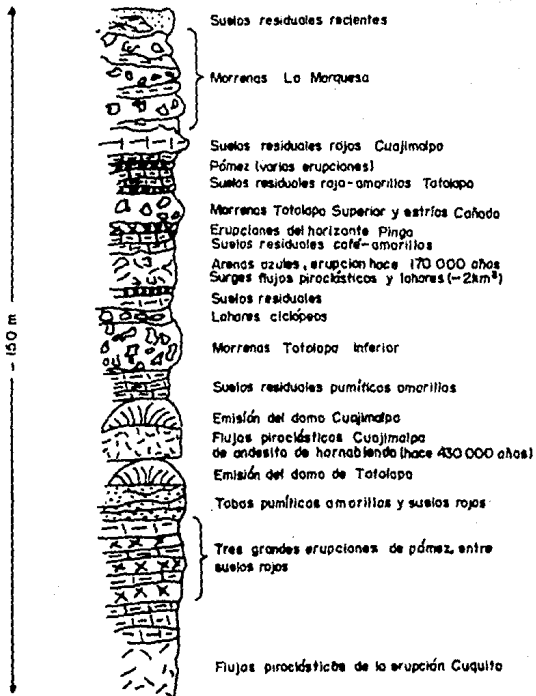 Suelos residuales recientes
Morrenas La Marquesa
Suelos residuales rojos Cuajimalpa
Pómez (varias erupciones)
Suelos residuales rojo-amarillos Totolapa
Morrenas Totolapa Superior y estrías Cañada
Erupciones del horizonte Pinga
Suelos residuales café-amarillos
Arenas azules, erupcion hace 170 000 años
Surges flujos piroclásticos y lahares (~2km³)
Suelos residuales
Lahares ciclópeos
Morrenas Totolapa Inferior
Suelos residuales pumíticos amarillos
Emisión del domo Cuajimalpa
Flujos piroclásticos Cuajimalpa
de andesita de hornablenda (hace 430 000 años)
Emisión del domo de Totolapa
Tobas pumíticas amarillas y suelos rojos
Tres grandes erupciones de pómez, entre
suelos rojos
Flujos piroclásticos de la erupción Cuquita
~150 m